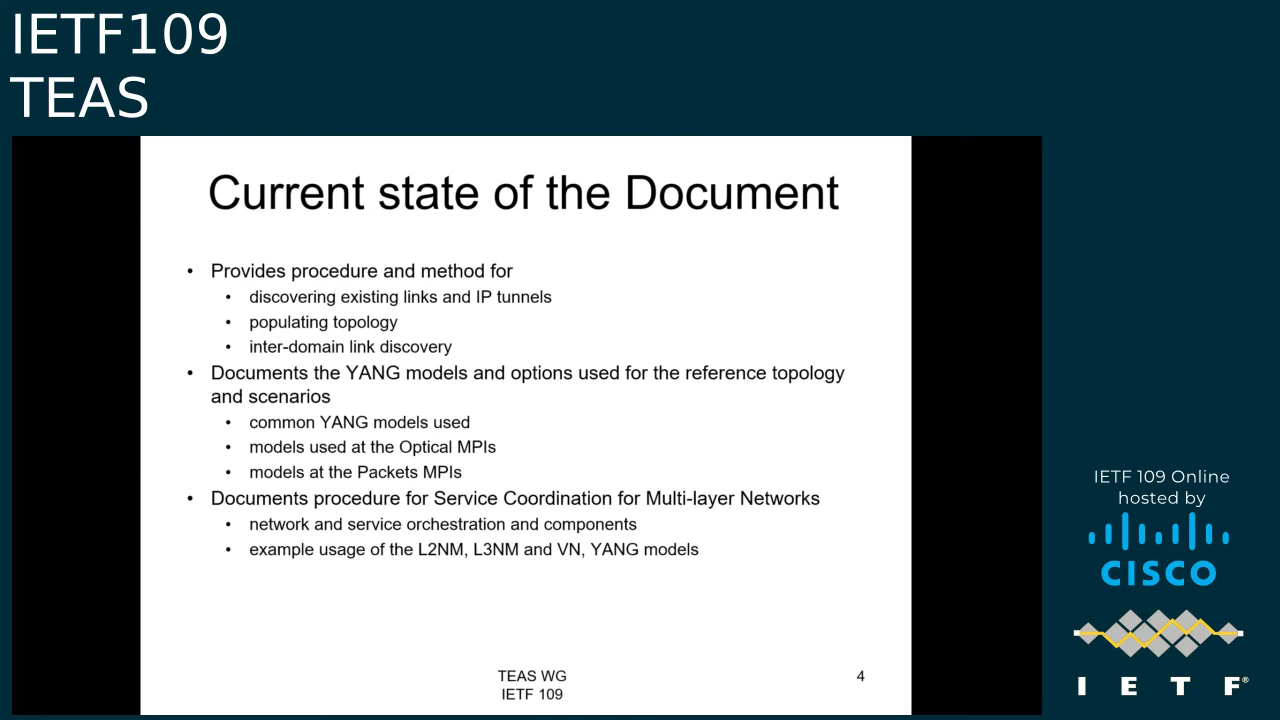 IETF109
TEAS
Current state of the Document
• Provides procedure and method for
• discovering existing links and IP tunnels
• populating topology
• inter-domain link discovery
• Documents the YANG models and options used for the reference topology
and scenarios
• common YANG models used
• models used at the Optical MPIs
• models at the Packets MPIs
• Documents procedure for Service Coordination for Multi-layer Networks
• network and service orchestration and components
• example usage of the L2NM, L3NM and VN, YANG models
TEAS WG
IETF 109
4
IETF 109 Online
hosted by
CISCO
I E T F®